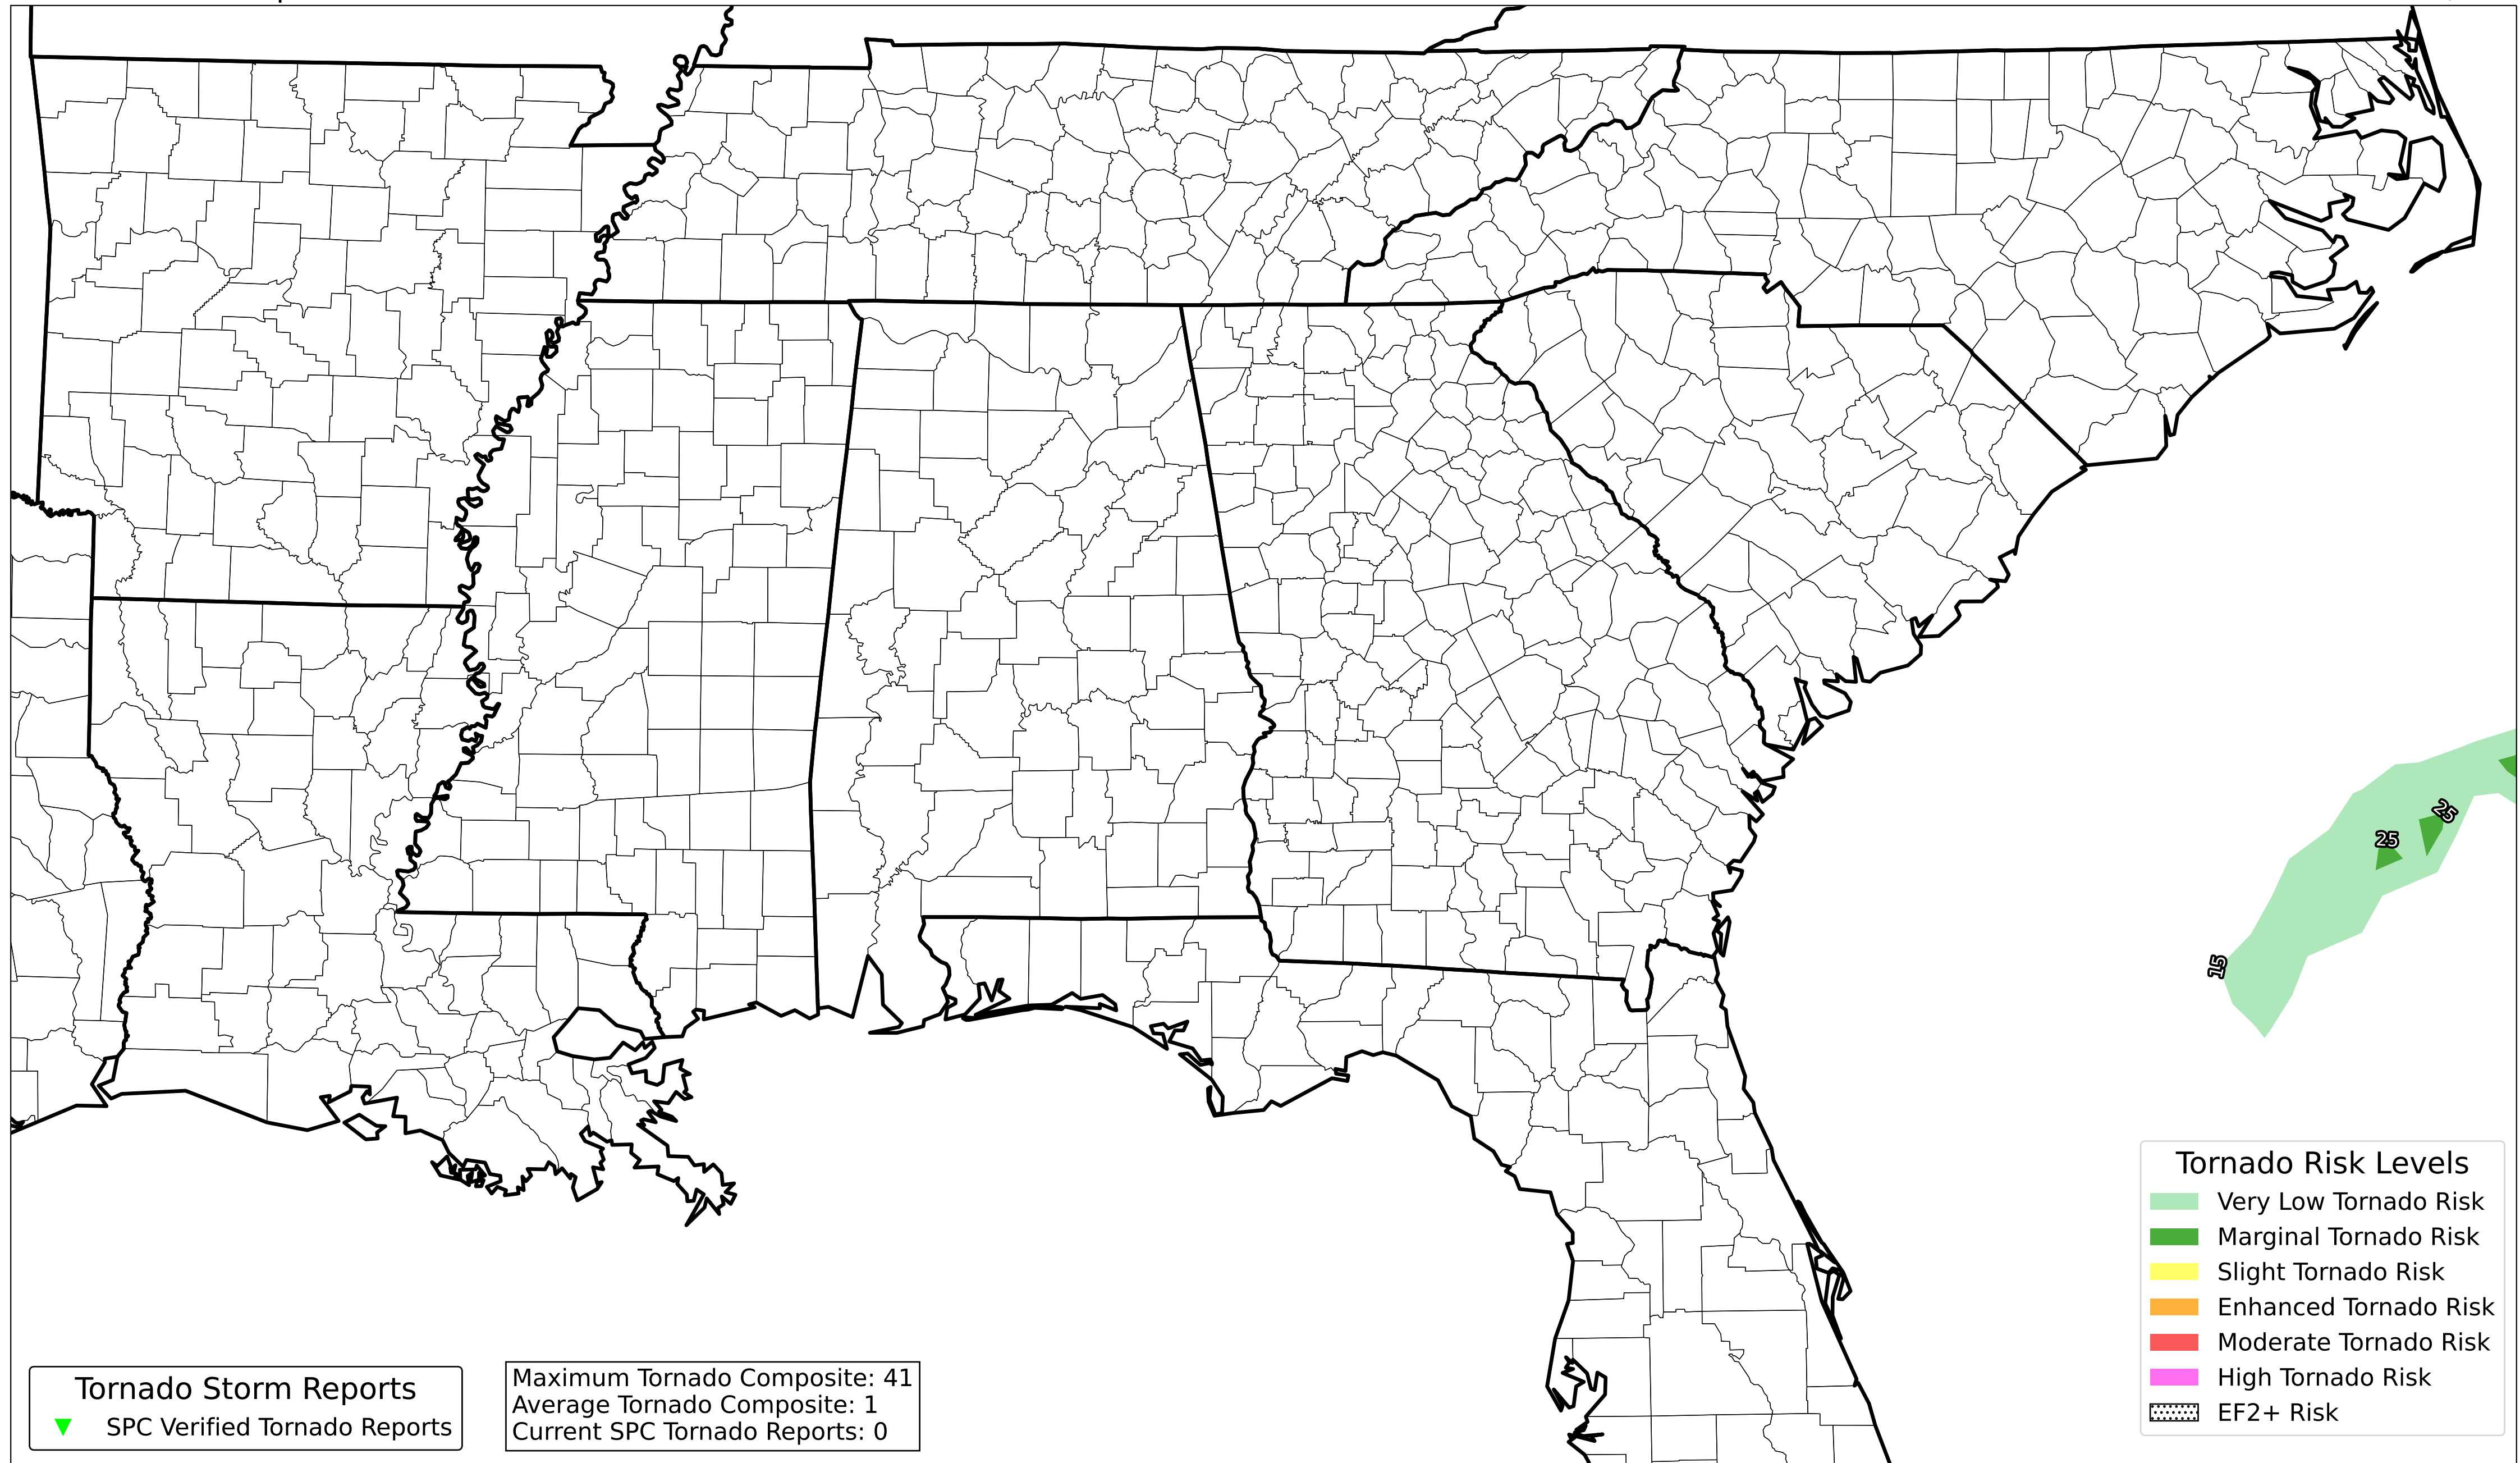 25
25
15
Tornado Risk Levels
Very Low Tornado Risk
Marginal Tornado Risk
Slight Tornado Risk
Enhanced Tornado Risk
Moderate Tornado Risk
High Tornado Risk
EF2+ Risk
Tornado Storm Reports
SPC Verified Tornado Reports
Maximum Tornado Composite: 41
Average Tornado Composite: 1
Current SPC Tornado Reports: 0